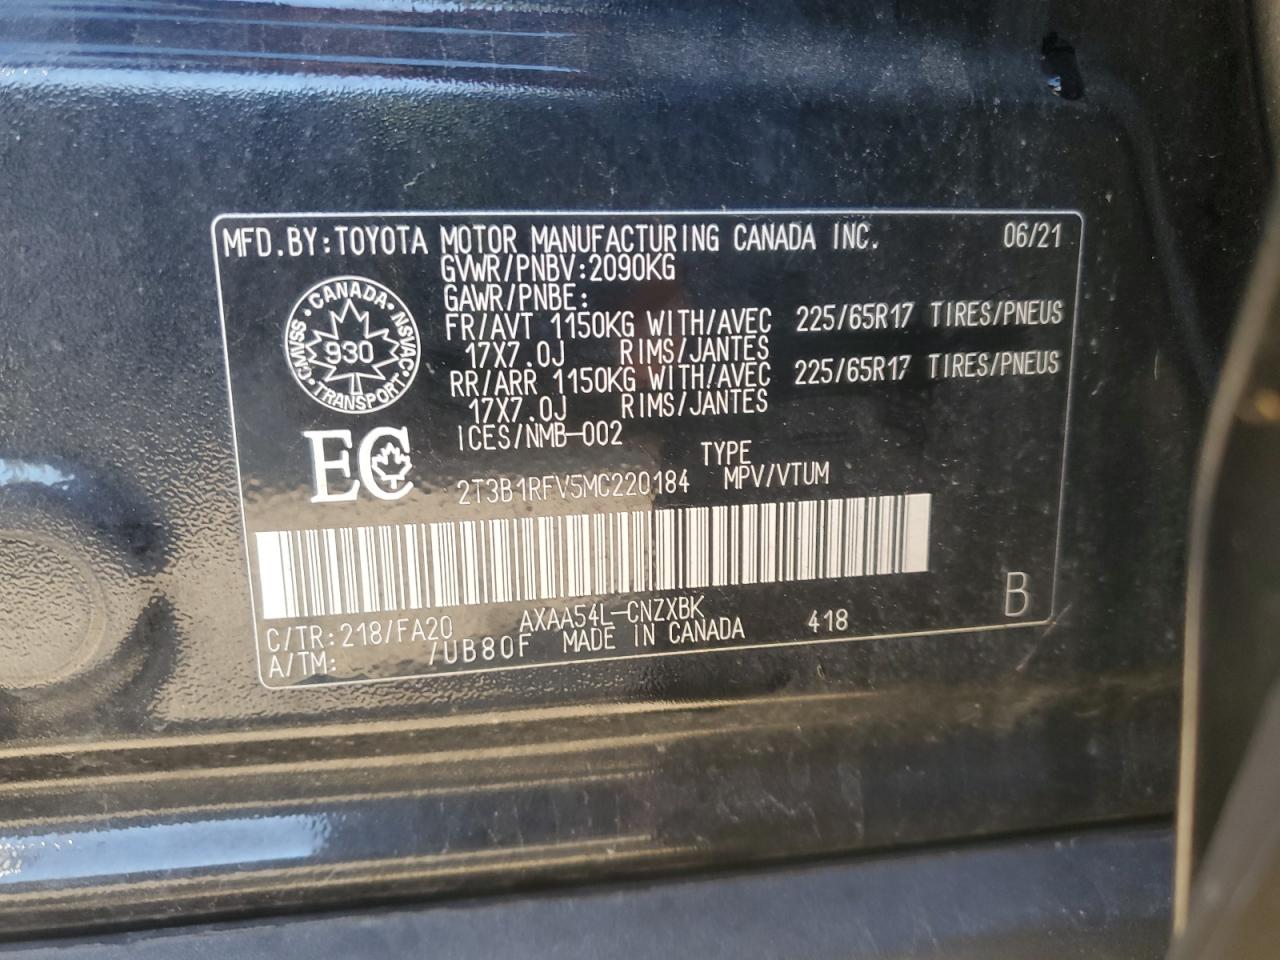 MFD.BY:TOYOTA MOTOR MANUFACTURING CANADA INC. 06/21
GVWR/PNBV:2090KG
GAWR/PNBE:
FR/AVT 1150KG WITH/AVEC 225/65R17 TIRES/PNEUS
17X7.0J RIMS/JANTES
RR/ARR 1150KG WITH/AVEC 225/65R17 TIRES/PNEUS
17X7.0J RIMS/JANTES
ICES/NMB-002
CANADA · NSVAC · TRANSPORT · CMVSS
930
EC
TYPE
2T3B1RFV5MC220184 MPV/VTUM
AXAA54L-CNZXBK
C/TR:218/FA20
A/TM: /UB80F MADE IN CANADA 418
B